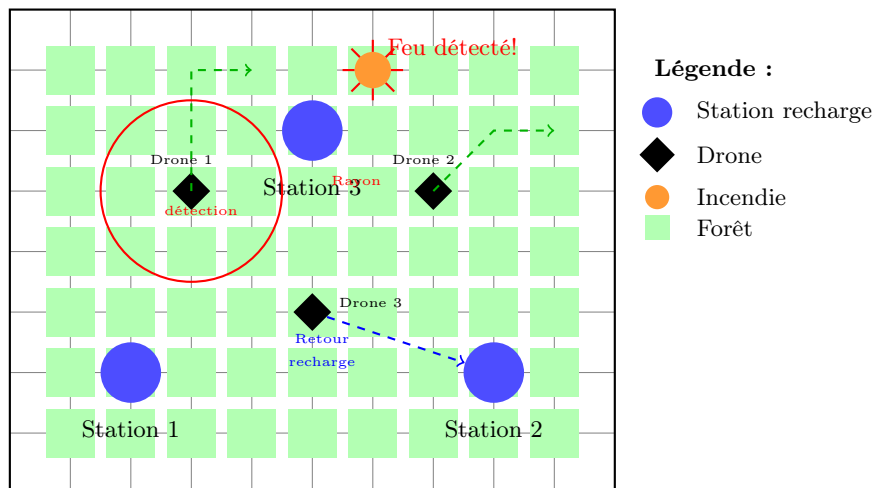 Feu détecté!
Drone 1
Drone 2
Rayon
détection
Station 3
Drone 3
Retour
recharge
Station 1
Station 2
Légende :
Station recharge
Drone
Incendie
Forêt